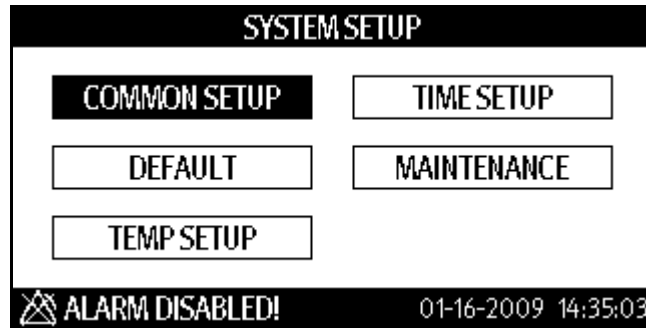 SYSTEM SETUP
COMMON SETUP TIME SETUP
DEFAULT MAINTENANCE
TEMP SETUP
ALARM DISABLED! 01-16-2009 14:35:03